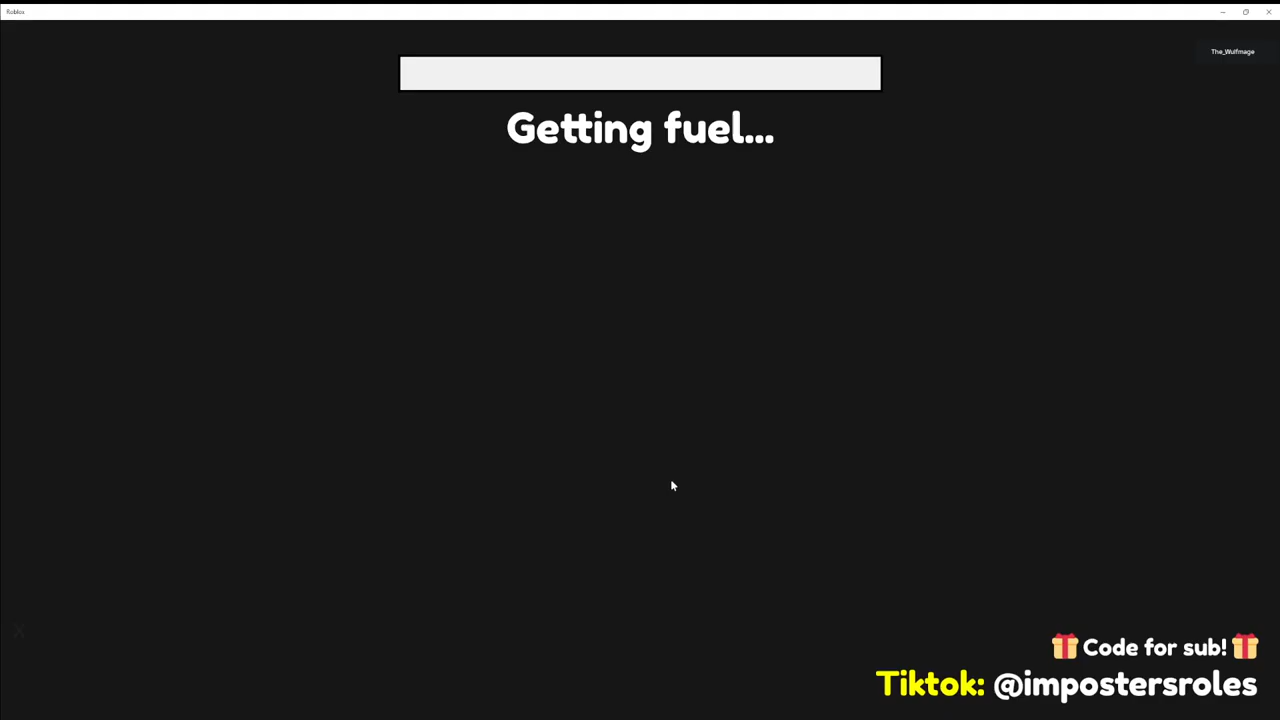 Roblox
The_Wulfmage
Getting fuel...
🎁 Code for sub! 🎁
Tiktok: @impostersroles